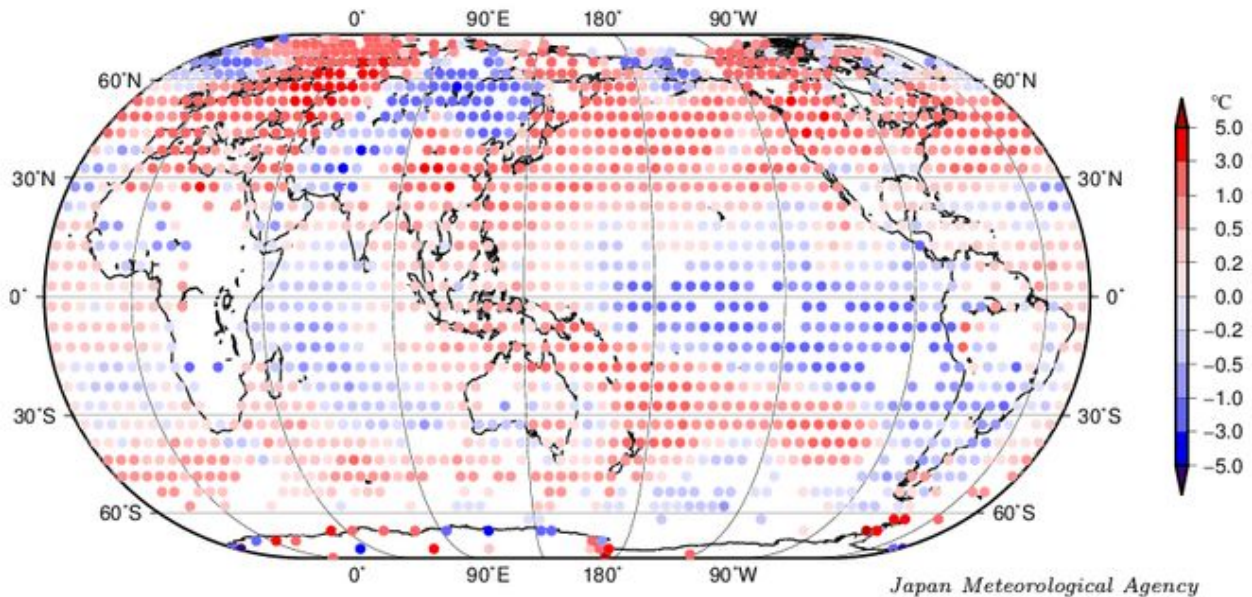 0° 90°E 180° 90°W
60°N 60°N
30°N 30°N
0° 0°
30°S 30°S
60°S 60°S
0° 90°E 180° 90°W
℃
5.0
3.0
1.0
0.5
0.2
0.0
−0.2
−0.5
−1.0
−3.0
−5.0
Japan Meteorological Agency